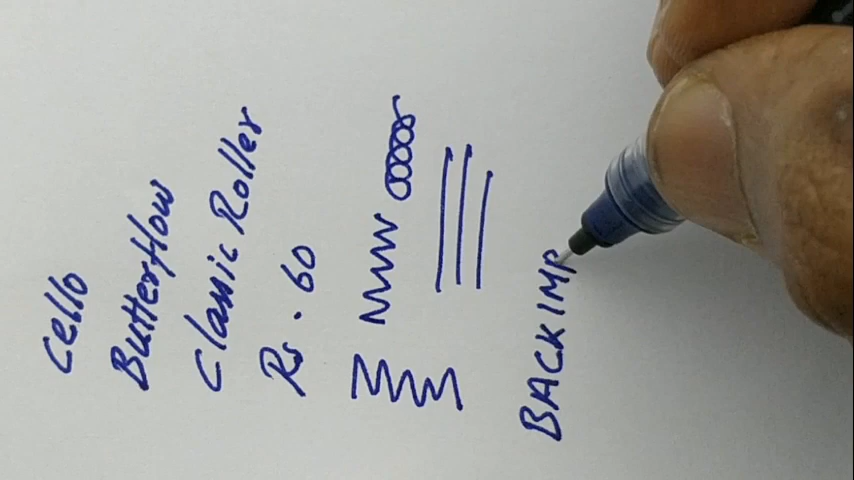 Cello
Butterflow
Classic Roller
Rs. 60
BACKIMP